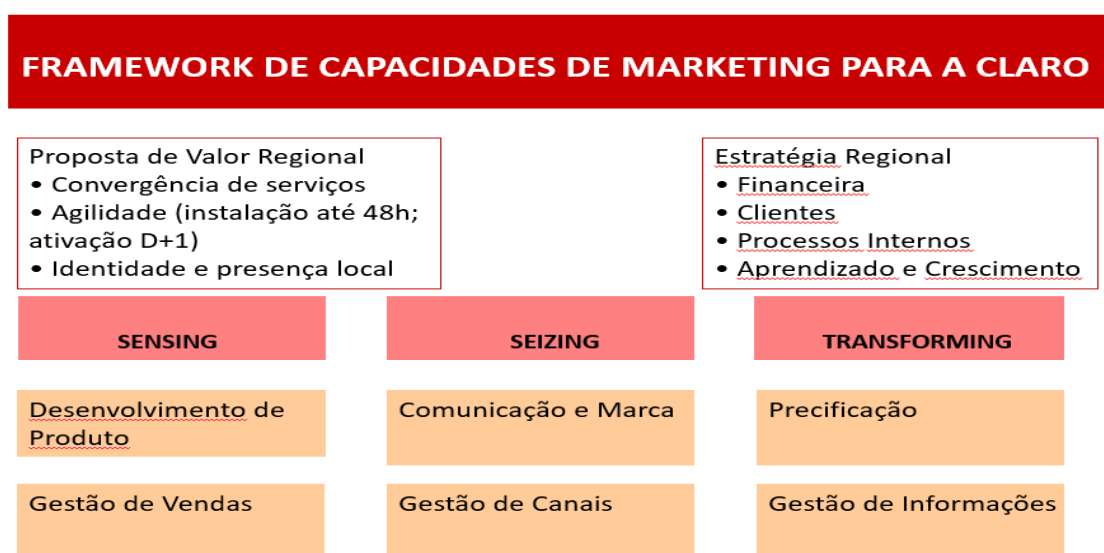 FRAMEWORK DE CAPACIDADES DE MARKETING PARA A CLARO
Proposta de Valor Regional
• Convergência de serviços
• Agilidade (instalação até 48h;
ativação D+1)
• Identidade e presença local
Estratégia Regional
• Financeira
• Clientes
• Processos Internos
• Aprendizado e Crescimento
SENSING
SEIZING
TRANSFORMING
Desenvolvimento de
Produto
Comunicação e Marca
Precificação
Gestão de Vendas
Gestão de Canais
Gestão de Informações